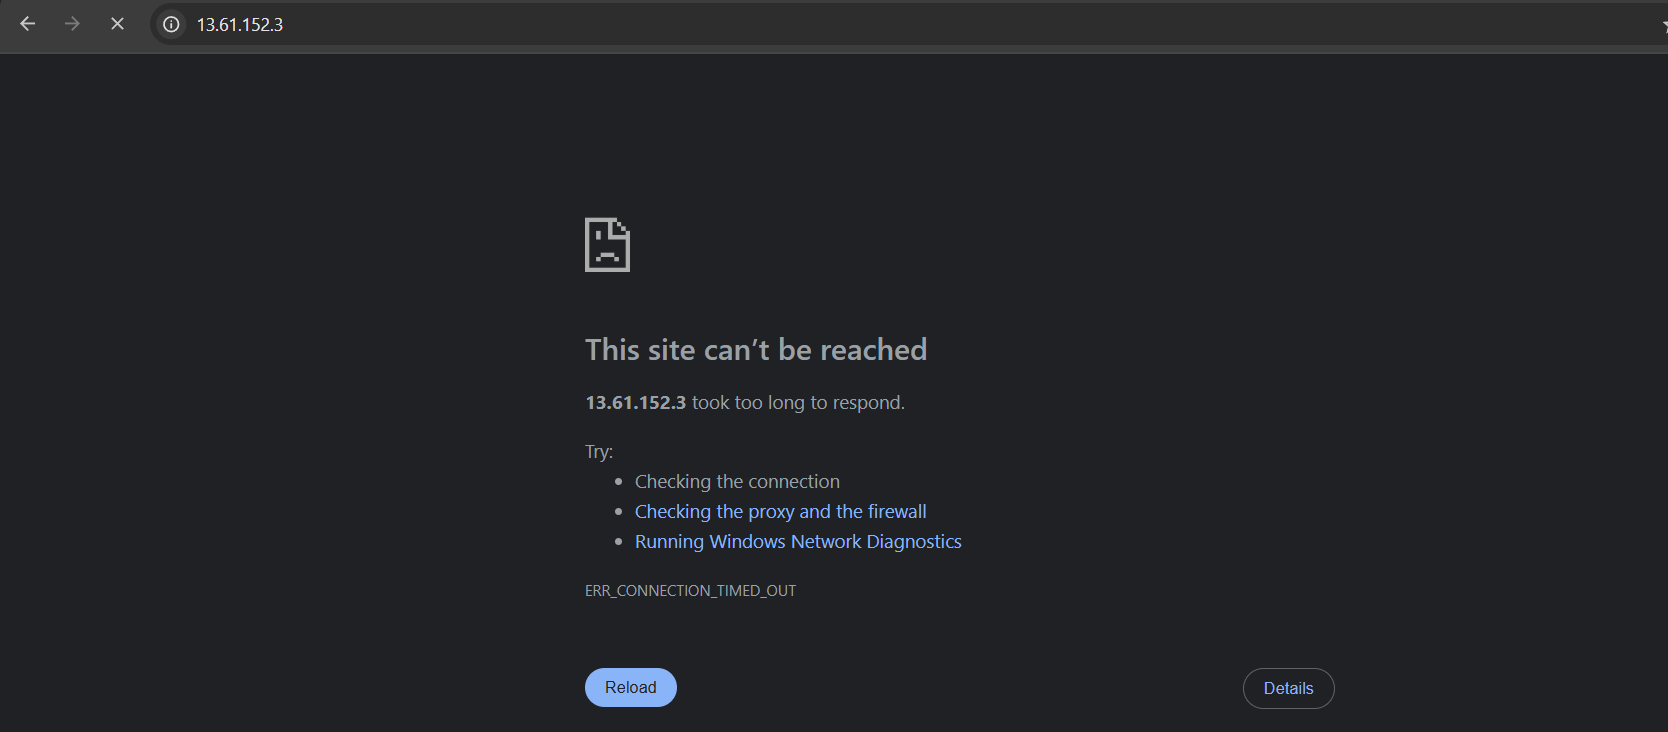 13.61.152.3
This site can’t be reached
13.61.152.3 took too long to respond.
Try:
Checking the connection
Checking the proxy and the firewall
Running Windows Network Diagnostics
ERR_CONNECTION_TIMED_OUT
Reload
Details